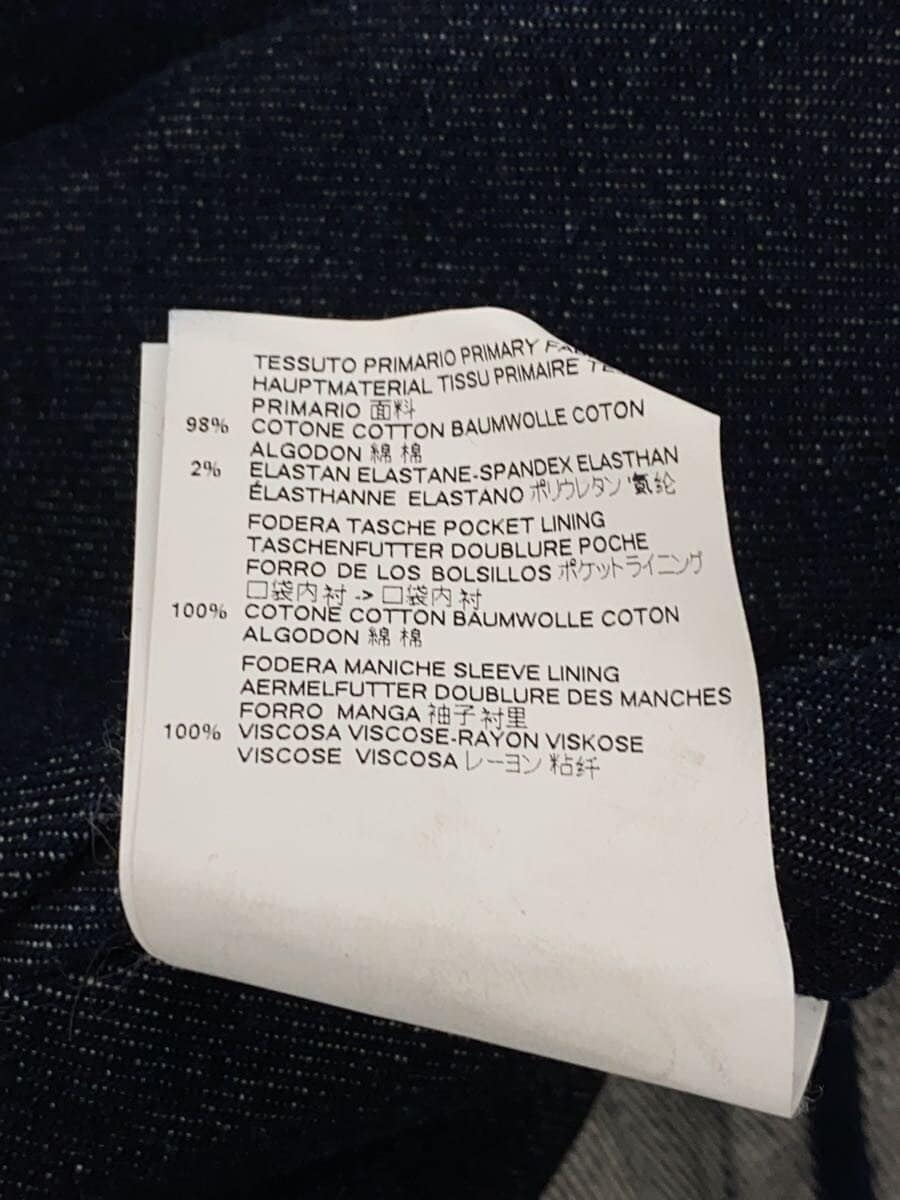 TESSUTO PRIMARIO PRIMARY
HAUPTMATERIAL TISSU PRIMAIRE
PRIMARIO 面料
98% COTONE COTTON BAUMWOLLE COTON
ALGODON 綿 棉
2% ELASTAN ELASTANE-SPANDEX ELASTHAN
ÉLASTHANNE ELASTANO ポリウレタン '氨纶
FODERA TASCHE POCKET LINING
TASCHENFUTTER DOUBLURE POCHE
FORRO DE LOS BOLSILLOS ポケットライニング
口袋内衬 -> 口袋内衬
100% COTONE COTTON BAUMWOLLE COTON
ALGODON 綿 棉
FODERA MANICHE SLEEVE LINING
AERMELFUTTER DOUBLURE DES MANCHES
FORRO MANGA 袖子衬里
100% VISCOSA VISCOSE-RAYON VISKOSE
VISCOSE VISCOSA レーヨン 粘纤